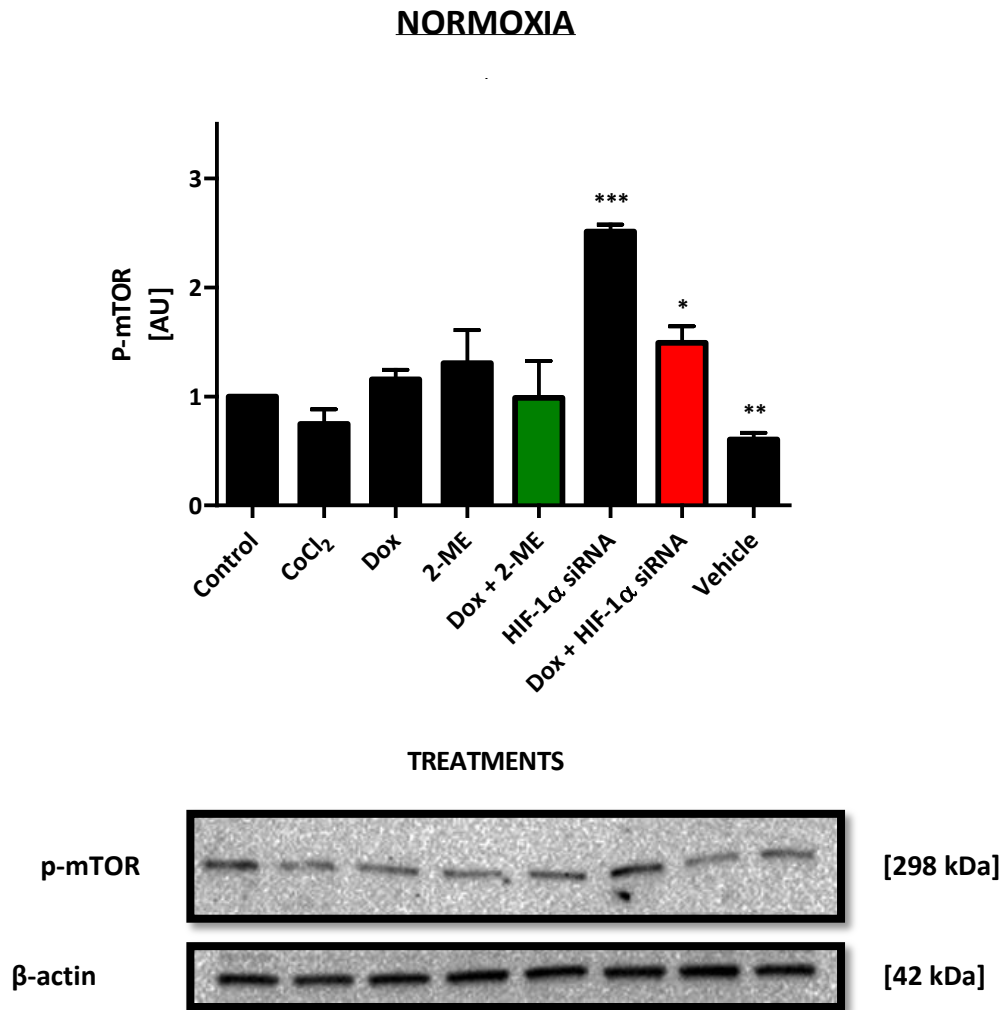 NORMOXIA
P-mTOR
[AU]
3
2
1
0
***
*
**
Control
CoCl₂
Dox
2-ME
Dox + 2-ME
HIF-1α siRNA
Dox + HIF-1α siRNA
Vehicle
TREATMENTS
p-mTOR
[298 kDa]
β-actin
[42 kDa]